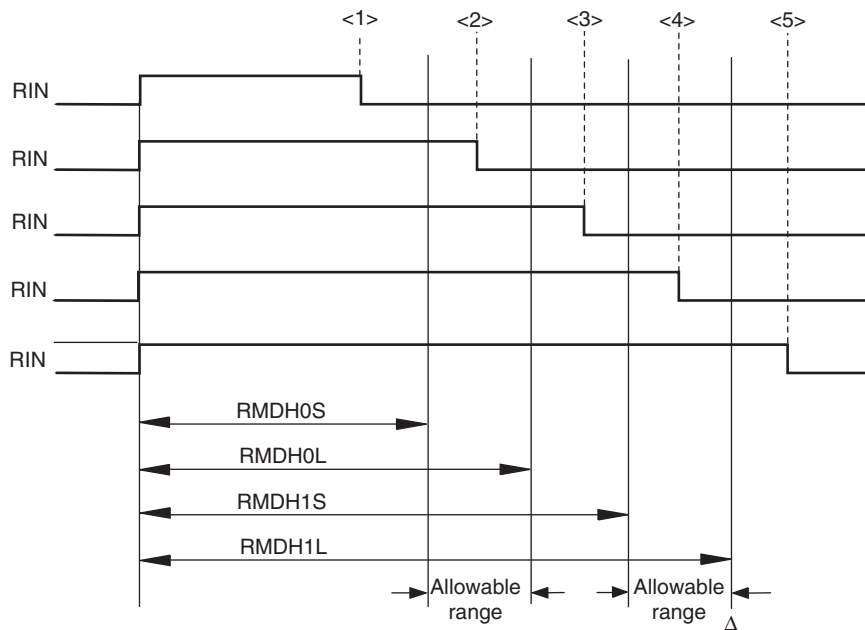 <1>
<2>
<3>
<4>
<5>
RIN
RIN
RIN
RIN
RIN
RMDH0S
RMDH0L
RMDH1S
RMDH1L
Allowable
range
Allowable
range
Δ